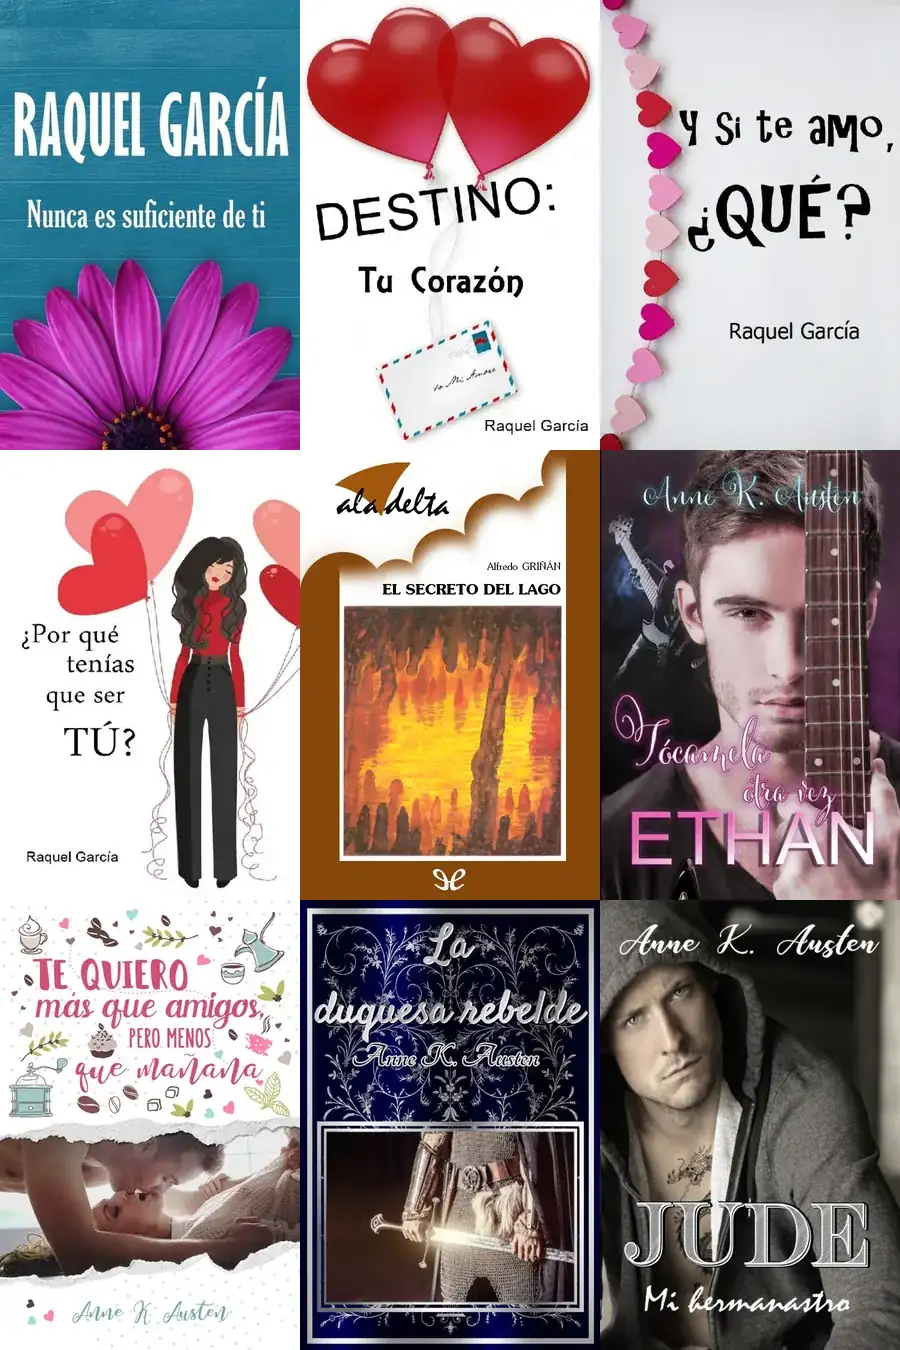 RAQUEL GARCÍA
Nunca es suficiente de ti
DESTINO:
Tu Corazón
to Mi Amore
Raquel García
Y si te amo,
¿QUÉ?
Raquel García
¿Por qué
tenías
que ser
TÚ?
Raquel García
ala delta
Alfredo GRIÑÁN
EL SECRETO DEL LAGO
Anne K. Austen
Tócamela
otra vez
ETHAN
TE QUIERO
más que amigos,
PERO MENOS
que mañana
Anne K. Austen
La
duquesa rebelde
Anne K. Austen
Anne K. Austen
JUDE
Mi hermanastro